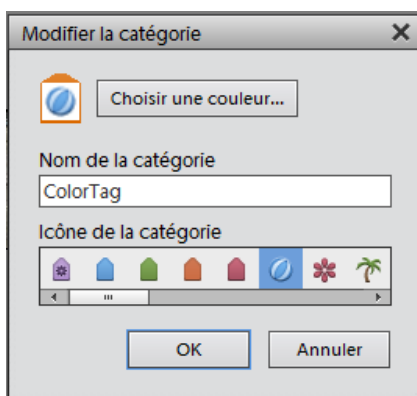 Modifier la catégorie
Choisir une couleur...
Nom de la catégorie
ColorTag
Icône de la catégorie
OK
Annuler